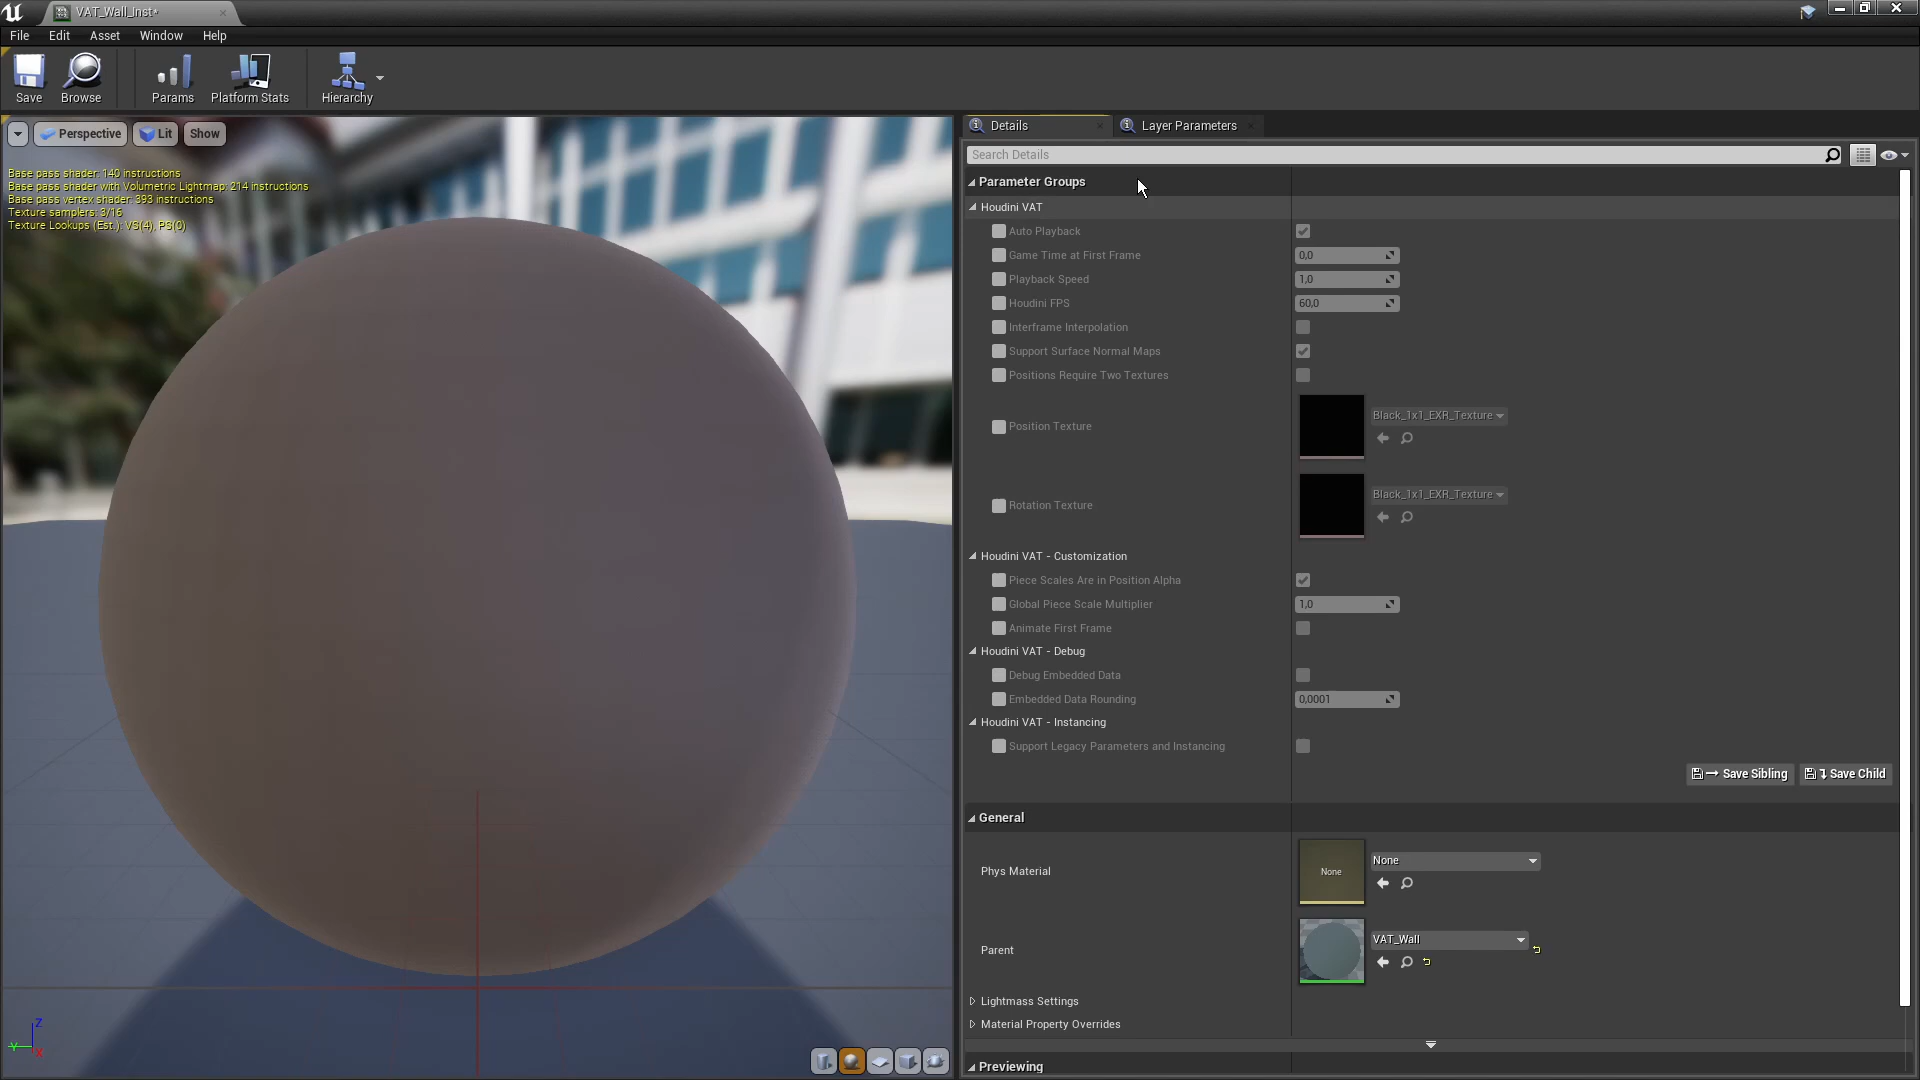 VAT_Wall_Inst*
File Edit Asset Window Help
Save Browse Params Platform Stats Hierarchy
Perspective Lit Show
Base pass shader: 140 instructions
Base pass shader with Volumetric Lightmap: 214 instructions
Base pass vertex shader: 393 instructions
Texture samplers: 3/16
Texture Lookups (Est.): VS(4), PS(0)
Z
Y
X
Details Layer Parameters
Search Details
Parameter Groups
Houdini VAT
Auto Playback
Game Time at First Frame 0,0
Playback Speed 1,0
Houdini FPS 60,0
Interframe Interpolation
Support Surface Normal Maps
Positions Require Two Textures
Position Texture Black_1x1_EXR_Texture
Rotation Texture Black_1x1_EXR_Texture
Houdini VAT - Customization
Piece Scales Are in Position Alpha
Global Piece Scale Multiplier 1,0
Animate First Frame
Houdini VAT - Debug
Debug Embedded Data
Embedded Data Rounding 0,0001
Houdini VAT - Instancing
Support Legacy Parameters and Instancing
Save Sibling Save Child
General
Phys Material None None
Parent VAT_Wall
Lightmass Settings
Material Property Overrides
Previewing